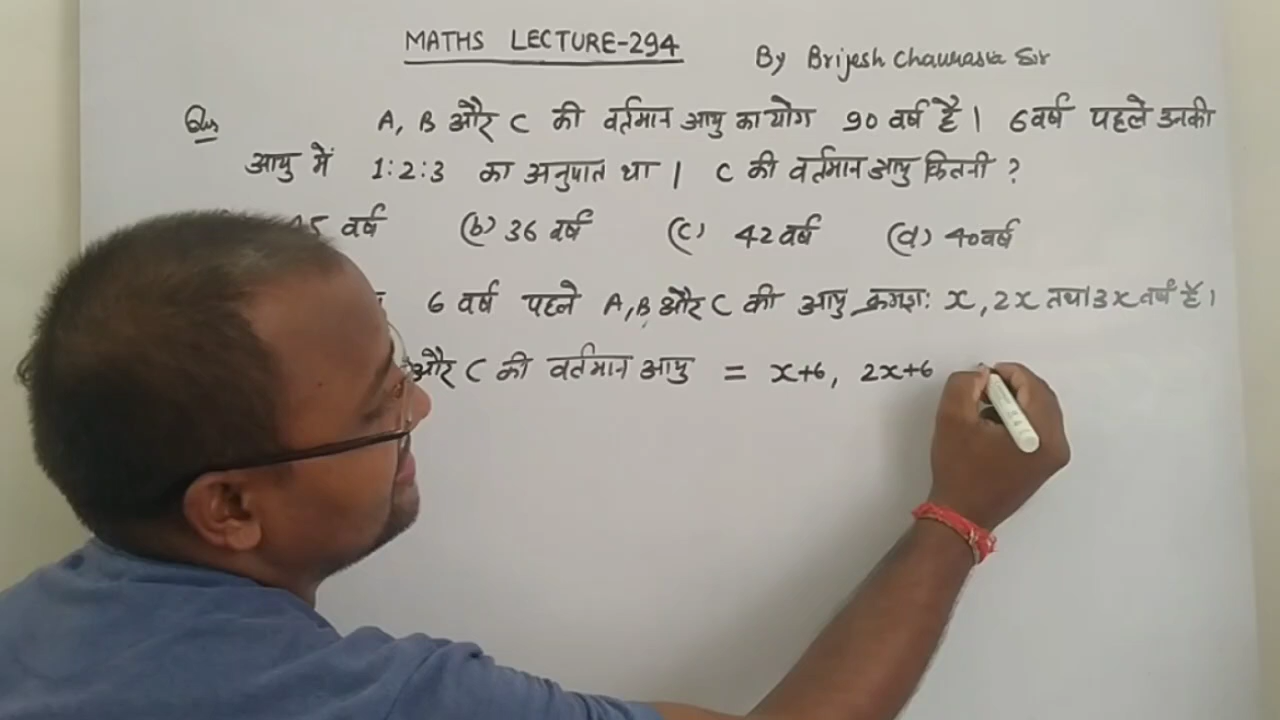 MATHS LECTURE-294
By Brijesh Chaurasia Sir
Qus A, B और C की वर्तमान आयु का योग 90 वर्ष है। 6 वर्ष पहले उनकी
आयु में 1:2:3 का अनुपात था। C की वर्तमान आयु कितनी ?
वर्ष (b) 36 वर्ष (c) 42 वर्ष (d) 40 वर्ष
6 वर्ष पहले A, B और C की आयु क्रमशः x, 2x तथा 3x वर्ष है।
और C की वर्तमान आयु = x+6, 2x+6